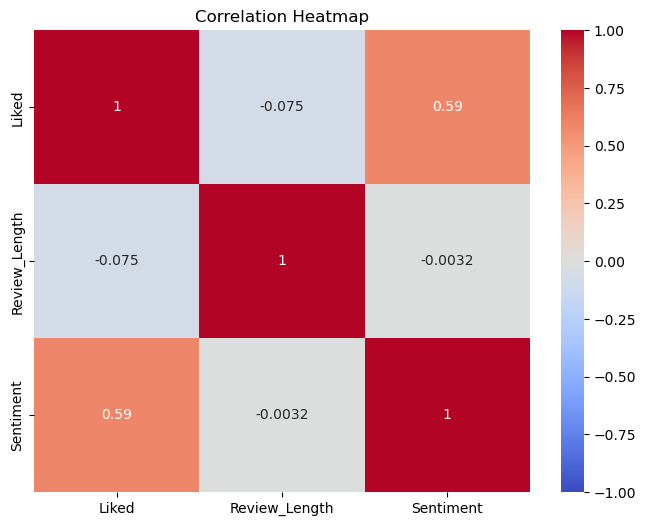 Correlation Heatmap
Liked
1
-0.075
0.59
Review_Length
-0.075
1
-0.0032
Sentiment
0.59
-0.0032
1
Liked
Review_Length
Sentiment
1.00
0.75
0.50
0.25
0.00
−0.25
−0.50
−0.75
−1.00